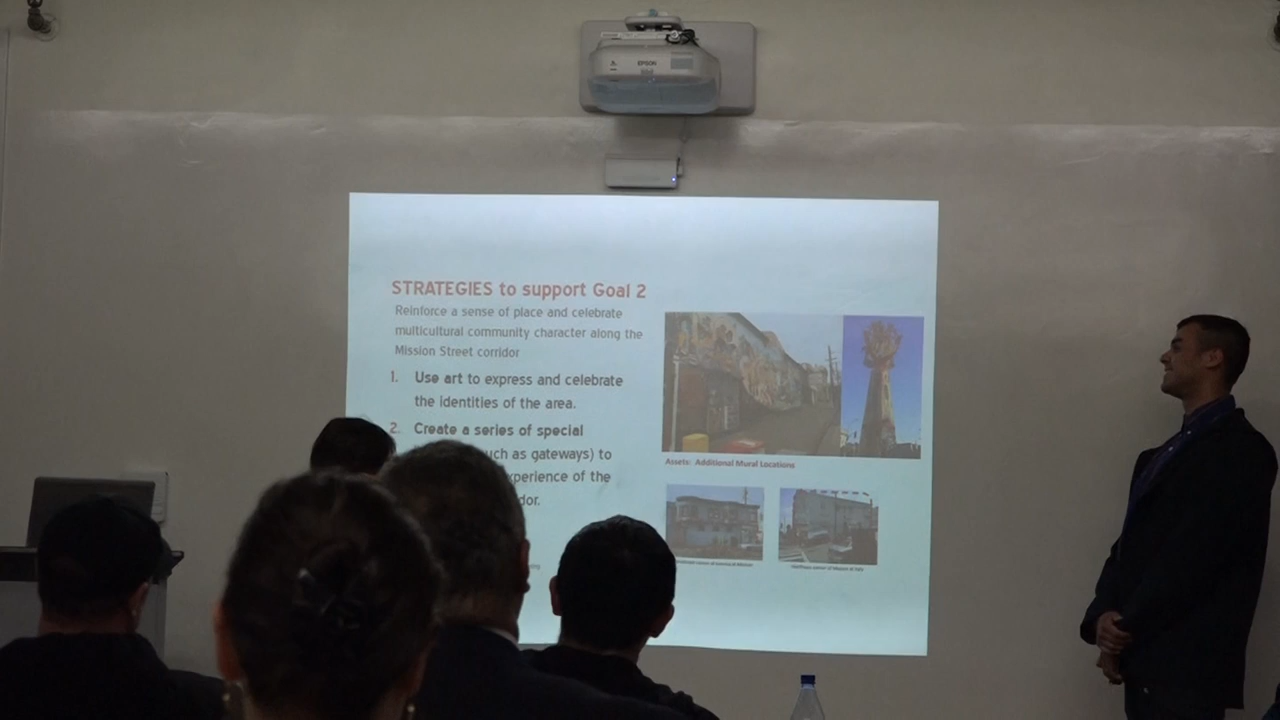 EPSON
STRATEGIES to support Goal 2
Reinforce a sense of place and celebrate
multicultural community character along the
Mission Street corridor
1. Use art to express and celebrate
the identities of the area.
2. Create a series of special
such as gateways) to
xperience of the
dor.
Assets: Additional Mural Locations